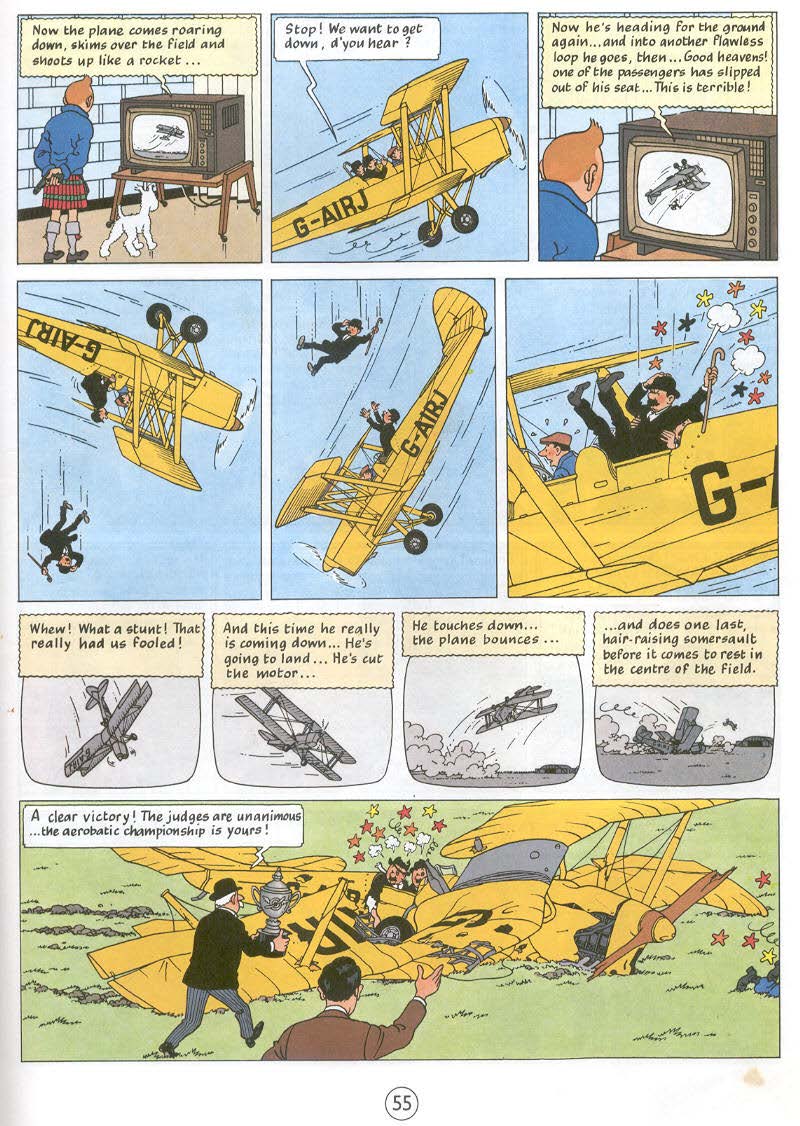 Now the plane comes roaring
down, skims over the field and
shoots up like a rocket ...
Stop! We want to get
down, d'you hear?
G-AIRJ
Now he's heading for the ground
again...and into another flawless
loop he goes, then...Good heavens!
one of the passengers has slipped
out of his seat...This is terrible!
G-AIRJ
G-AIRJ
G-A
Whew! What a stunt! That
really had us fooled!
G-AIRJ
And this time he really
is coming down... He's
going to land... He's cut
the motor...
He touches down...
the plane bounces ...
...and does one last,
hair-raising somersault
before it comes to rest in
the centre of the field.
A clear victory! The judges are unanimous
...the aerobatic championship is yours!
55